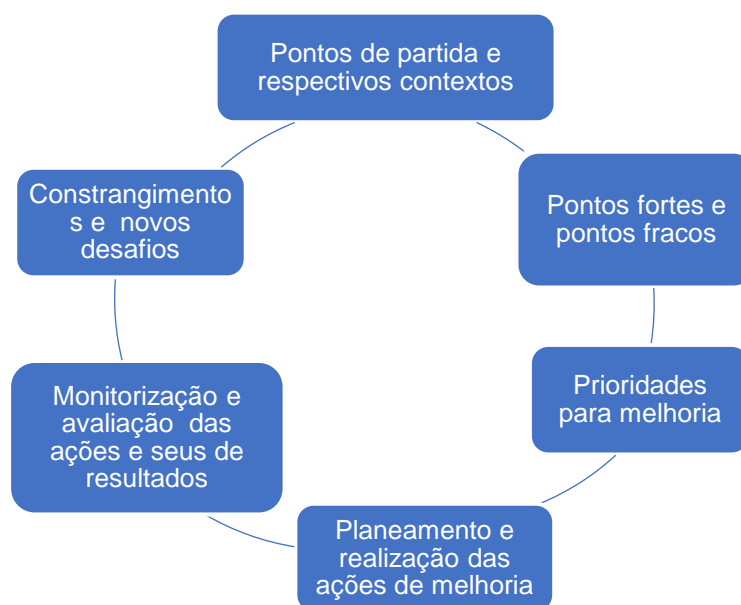 Pontos de partida e
respectivos contextos
Pontos fortes e
pontos fracos
Prioridades
para melhoria
Planeamento e
realização das
ações de melhoria
Monitorização e
avaliação das
ações e seus de
resultados
Constrangimento
s e novos
desafios